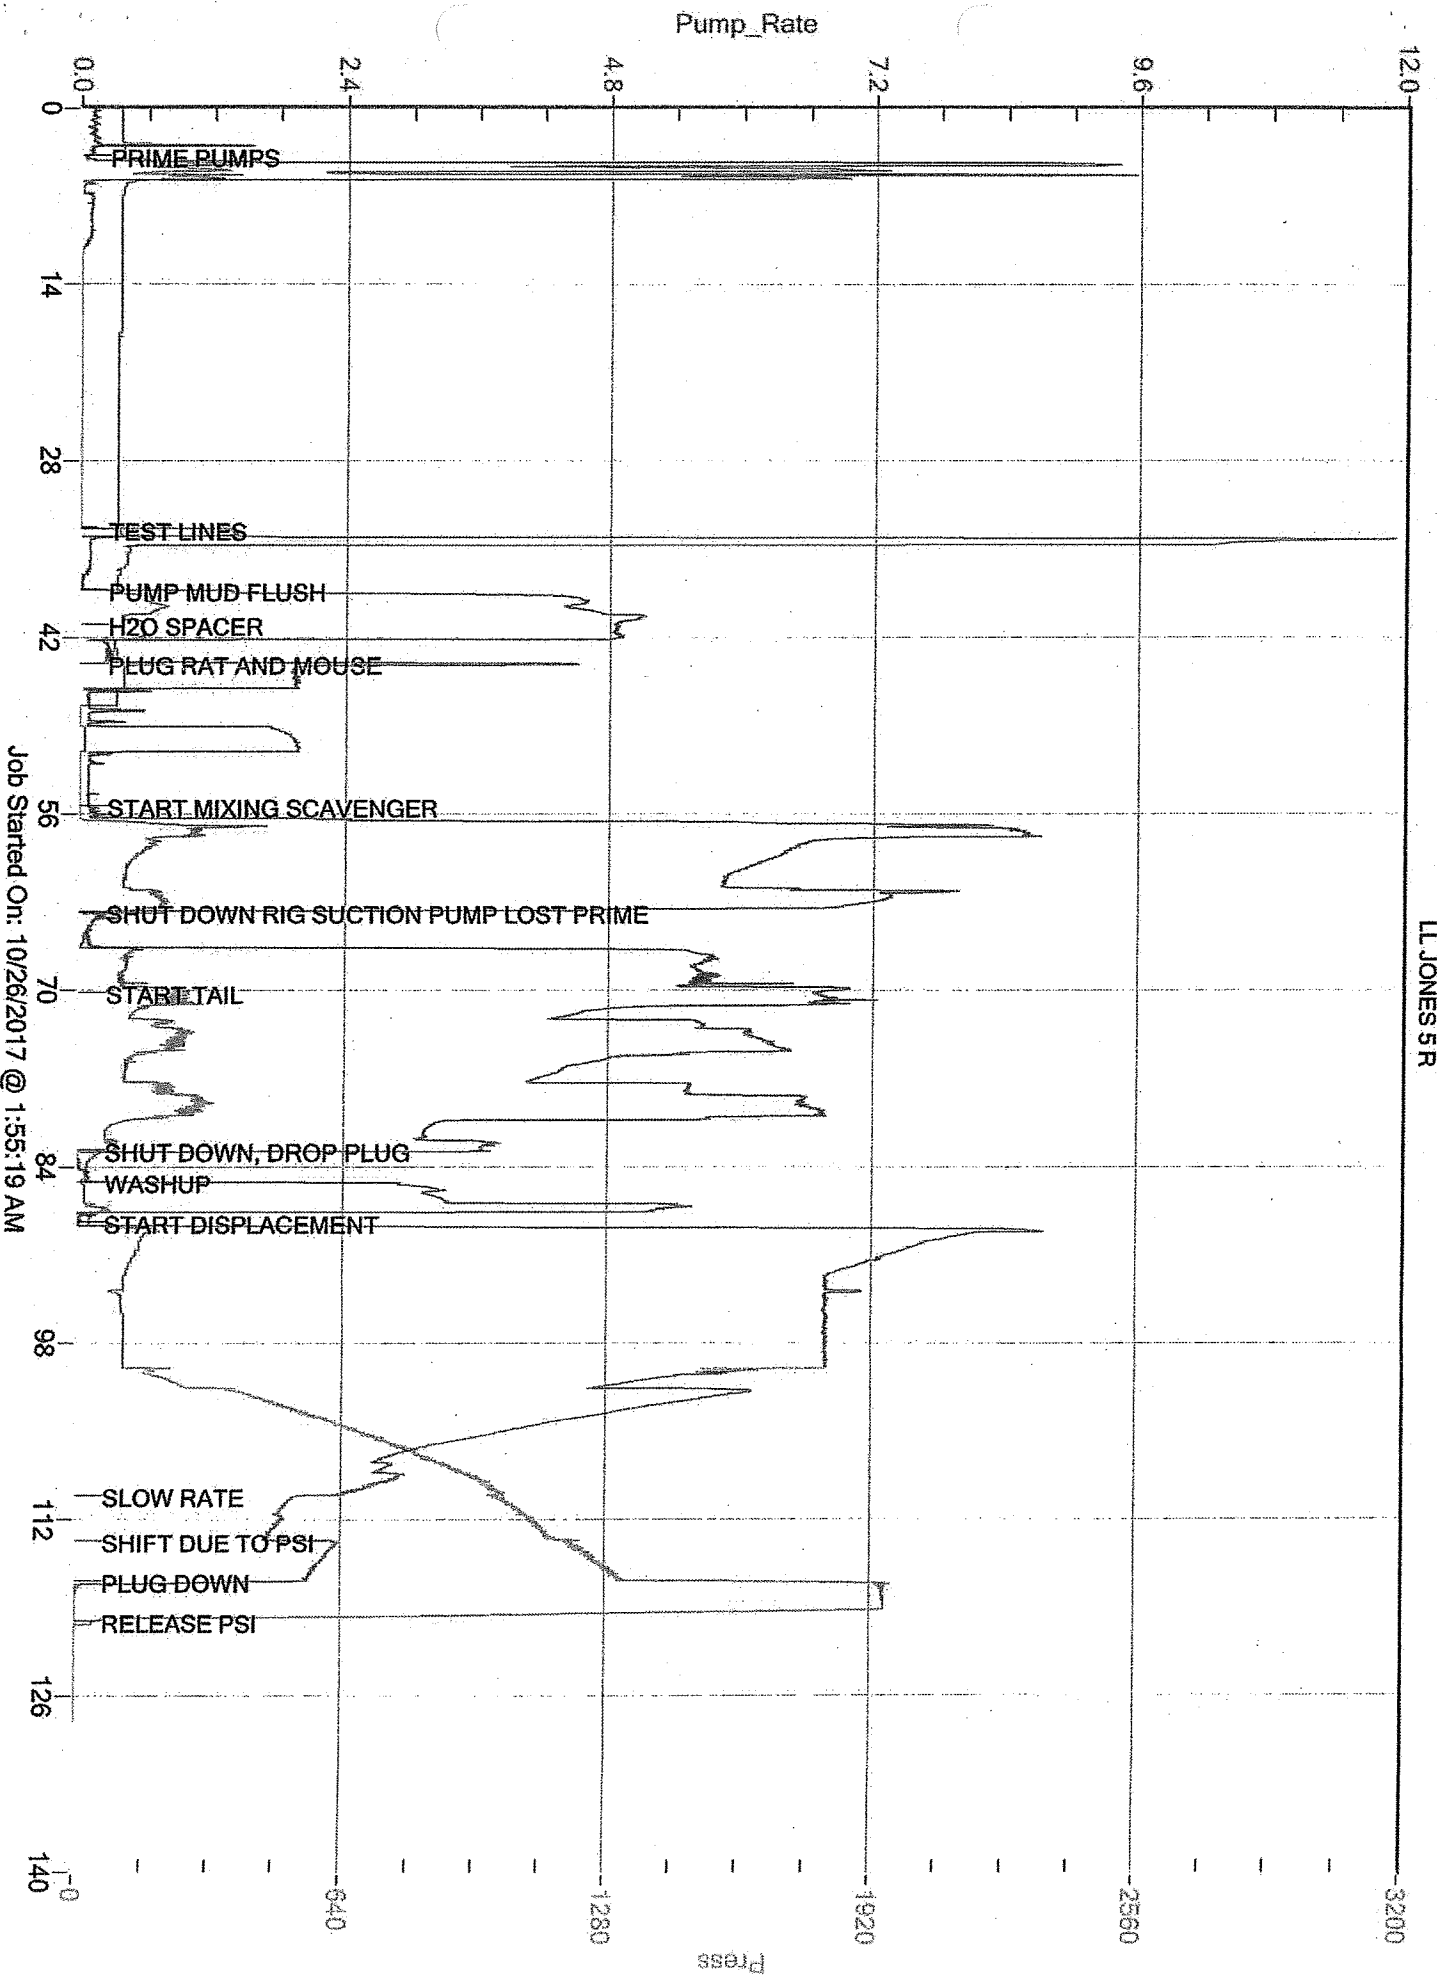 LL JONES 5 R
Pump_Rate
0.0
2.4
4.8
7.2
9.6
12.0
0
14
28
42
56
70
84
98
112
126
140
PRIME PUMPS
TEST LINES
PUMP MUD FLUSH
H2O SPACER
PLUG RAT AND MOUSE
START MIXING SCAVENGER
SHUT DOWN RIG SUCTION PUMP LOST PRIME
START TAIL
SHUT DOWN, DROP PLUG
WASHUP
START DISPLACEMENT
SLOW RATE
SHIFT DUE TO PSI
PLUG DOWN
RELEASE PSI
0
640
1280
1920
2560
3200
Press
Job Started On: 10/26/2017 @ 1:55:19 AM